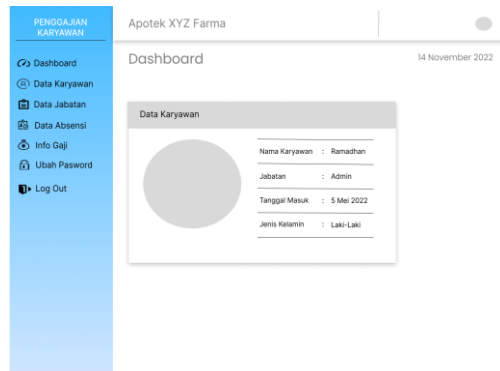 PENGGAJIAN
KARYAWAN
Apotek XYZ Farma
Dashboard
Data Karyawan
Data Jabatan
Data Absensi
Info Gaji
Ubah Pasword
Log Out
Dashboard
14 November 2022
Data Karyawan
Nama Karyawan : Ramadhan
Jabatan : Admin
Tanggal Masuk : 5 Mei 2022
Jenis Kelamin : Laki-Laki